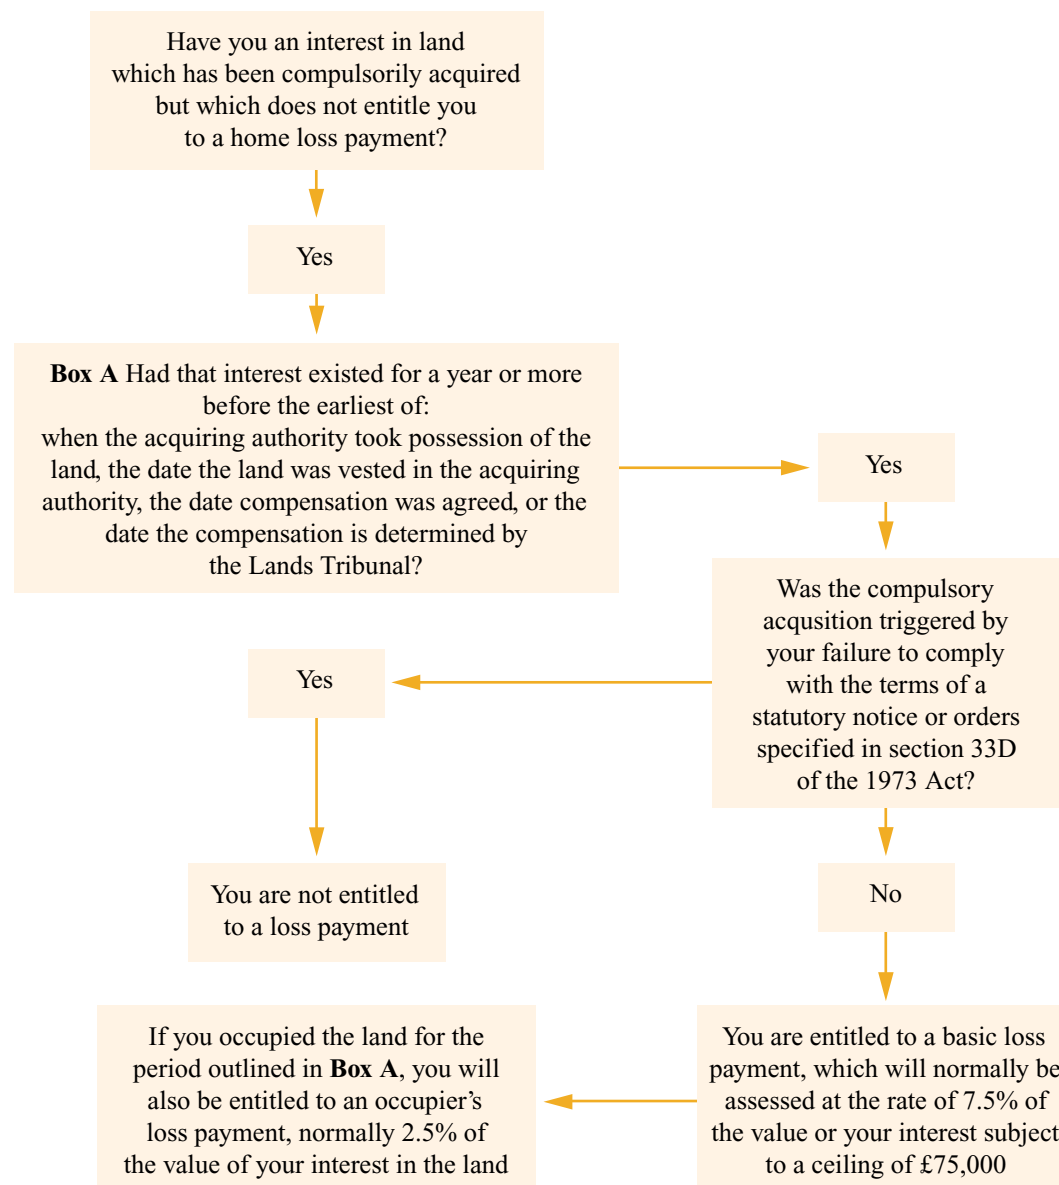 Have you an interest in land
which has been compulsorily acquired
but which does not entitle you
to a home loss payment?
Yes
Box A Had that interest existed for a year or more
before the earliest of:
when the acquiring authority took possession of the
land, the date the land was vested in the acquiring
authority, the date compensation was agreed, or the
date the compensation is determined by
the Lands Tribunal?
Yes
Was the compulsory
acqusition triggered by
your failure to comply
with the terms of a
statutory notice or orders
specified in section 33D
of the 1973 Act?
Yes
You are not entitled
to a loss payment
No
You are entitled to a basic loss
payment, which will normally be
assessed at the rate of 7.5% of
the value or your interest subject
to a ceiling of £75,000
If you occupied the land for the
period outlined in Box A, you will
also be entitled to an occupier’s
loss payment, normally 2.5% of
the value of your interest in the land